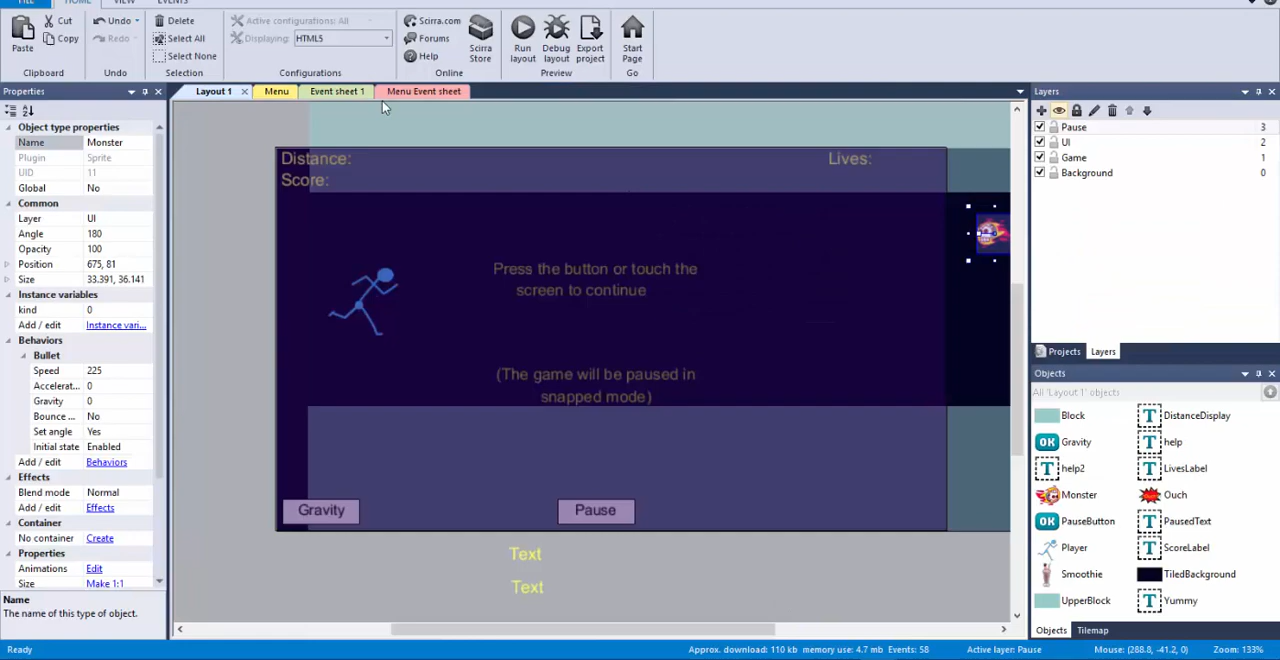 FILE HOME VIEW EVENTS
Paste Cut Copy Undo Redo Delete Select All Select None
Active configurations: All
Displaying: HTML5
Scirra.com Forums Help Scirra Store Run layout Debug layout Export project Start Page
Clipboard Undo Selection Configurations Online Preview Go
Properties
Layout 1 Menu Event sheet 1 Menu Event sheet
Layers
Object type properties
Name Monster
Plugin Sprite
UID 11
Global No
Common
Layer UI
Angle 180
Opacity 100
Position 675, 81
Size 33.391, 36.141
Instance variables
kind 0
Add / edit Instance vari...
Behaviors
Bullet
Speed 225
Accelerat... 0
Gravity 0
Bounce ... No
Set angle Yes
Initial state Enabled
Add / edit Behaviors
Effects
Blend mode Normal
Add / edit Effects
Container
No container Create
Properties
Animations Edit
Size Make 1:1
Name
The name of this type of object.
Distance: Lives:
Score:
Press the button or touch the
screen to continue
(The game will be paused in
snapped mode)
Gravity Pause
Text
Text
Pause 3
UI 2
Game 1
Background 0
Projects Layers
Objects
All 'Layout 1' objects
Block T DistanceDisplay
OK Gravity T help
T help2 T LivesLabel
Monster Ouch
OK PauseButton T PausedText
Player T ScoreLabel
Smoothie TiledBackground
UpperBlock T Yummy
Objects Tilemap
Ready Approx. download: 110 kb memory use: 4.7 mb Events: 58 Active layer: Pause Mouse: (288.8, -41.2, 0) Zoom: 133%